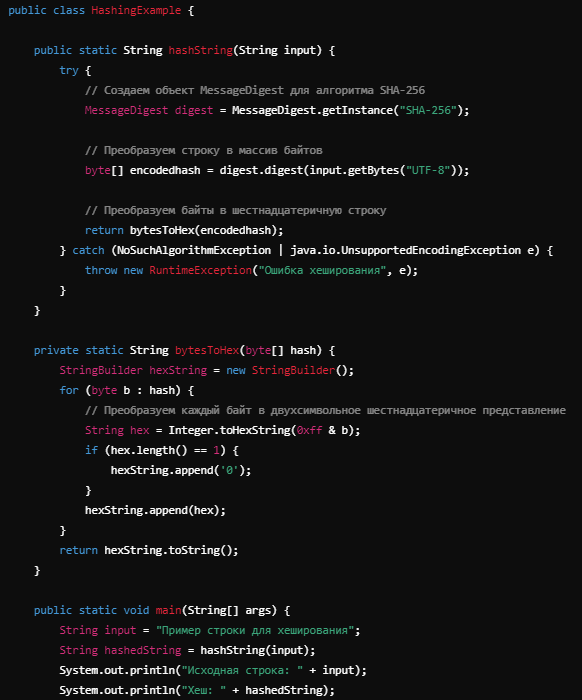 public class HashingExample {
public static String hashString(String input) {
try {
// Создаем объект MessageDigest для алгоритма SHA-256
MessageDigest digest = MessageDigest.getInstance("SHA-256");
// Преобразуем строку в массив байтов
byte[] encodedhash = digest.digest(input.getBytes("UTF-8"));
// Преобразуем байты в шестнадцатеричную строку
return bytesToHex(encodedhash);
} catch (NoSuchAlgorithmException | java.io.UnsupportedEncodingException e) {
throw new RuntimeException("Ошибка хеширования", e);
}
}
private static String bytesToHex(byte[] hash) {
StringBuilder hexString = new StringBuilder();
for (byte b : hash) {
// Преобразуем каждый байт в двухсимвольное шестнадцатеричное представление
String hex = Integer.toHexString(0xff & b);
if (hex.length() == 1) {
hexString.append('0');
}
hexString.append(hex);
}
return hexString.toString();
}
public static void main(String[] args) {
String input = "Пример строки для хеширования";
String hashedString = hashString(input);
System.out.println("Исходная строка: " + input);
System.out.println("Хеш: " + hashedString);